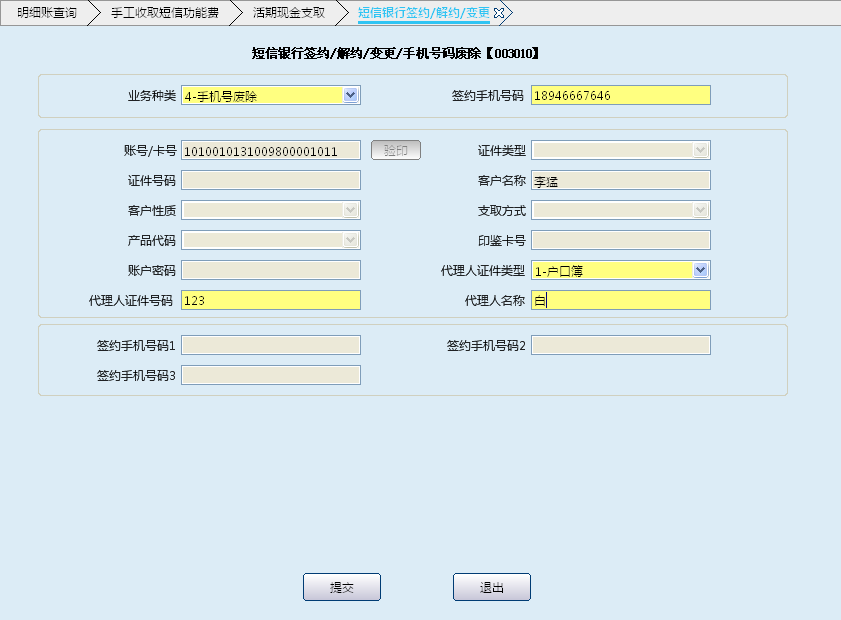 明细账查询 手工收取短信功能费 活期现金支取 短信银行签约/解约/变更
短信银行签约/解约/变更/手机号码废除【003010】
业务种类 4-手机号废除 签约手机号码 18946667646
账号/卡号 1010010131009800001011 验印 证件类型
证件号码 客户名称 李猛
客户性质 支取方式
产品代码 印鉴卡号
账户密码 代理人证件类型 1-户口簿
代理人证件号码 123 代理人名称 白
签约手机号码1 签约手机号码2
签约手机号码3
提交 退出